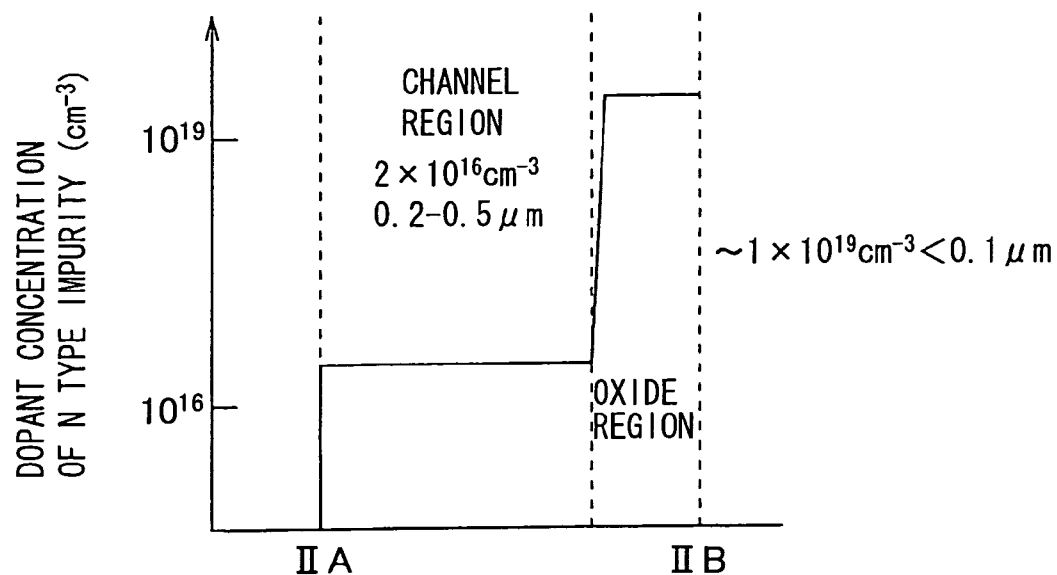 DOPANT CONCENTRATION
OF N TYPE IMPURITY (cm⁻³)
10¹⁹
10¹⁶
CHANNEL
REGION
2×10¹⁶cm⁻³
0.2-0.5μm
~1×10¹⁹cm⁻³<0.1μm
OXIDE
REGION
ⅡA
ⅡB